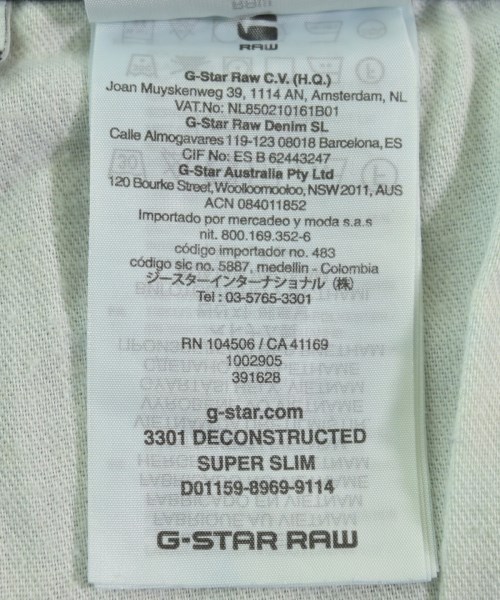 RAW
G-Star Raw C.V. (H.Q.)
Joan Muyskenweg 39, 1114 AN, Amsterdam, NL
VAT.No: NL850210161B01
G-Star Raw Denim SL
Calle Almogavares 119-123 08018 Barcelona, ES
CIF No: ES B 62443247
G-Star Australia Pty Ltd
120 Bourke Street, Woolloomooloo, NSW 2011, AUS
ACN 084011852
Importado por mercadeo y moda s.a.s
nit. 800.169.352-6
código importador no. 483
código sic no. 5887, medellin - Colombia
ジースターインターナショナル (株)
Tel : 03-5765-3301
RN 104506 / CA 41169
1002905
391628
g-star.com
3301 DECONSTRUCTED
SUPER SLIM
D01159-8969-9114
G-STAR RAW